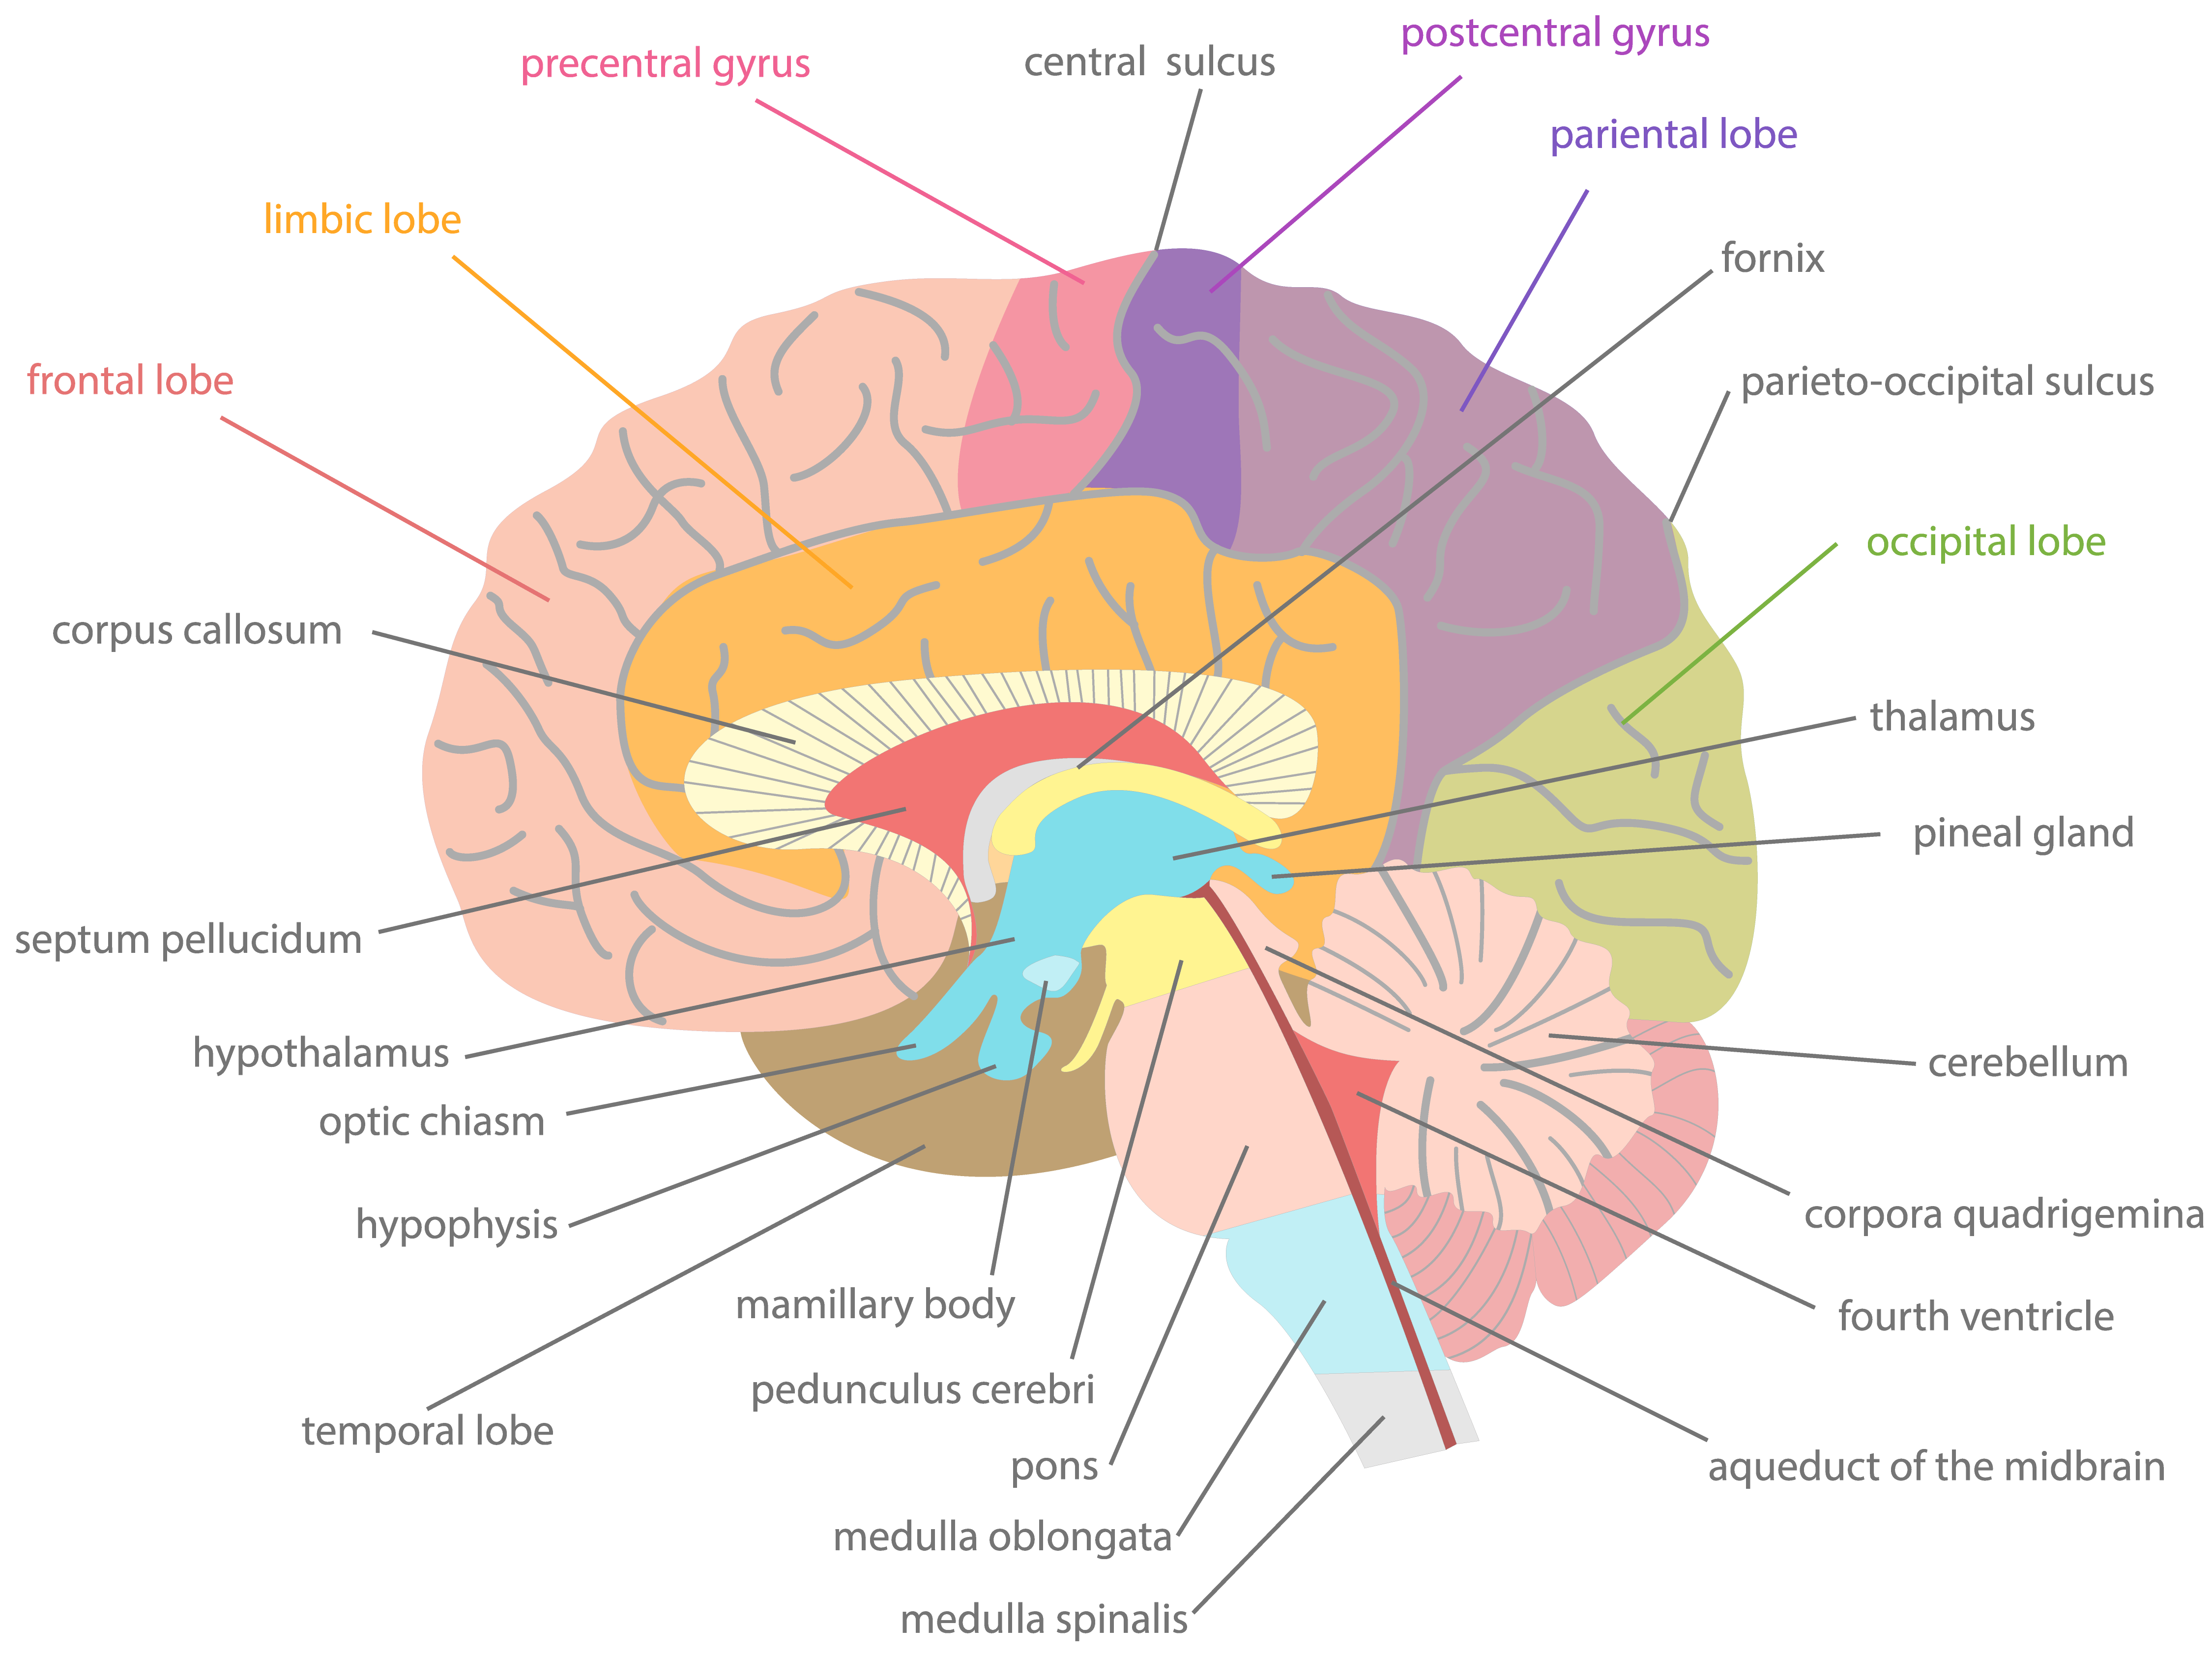 postcentral gyrus
precentral gyrus
central sulcus
pariental lobe
limbic lobe
fornix
frontal lobe
parieto-occipital sulcus
occipital lobe
corpus callosum
thalamus
pineal gland
septum pellucidum
hypothalamus
cerebellum
optic chiasm
corpora quadrigemina
hypophysis
mamillary body
fourth ventricle
pedunculus cerebri
temporal lobe
pons
aqueduct of the midbrain
medulla oblongata
medulla spinalis